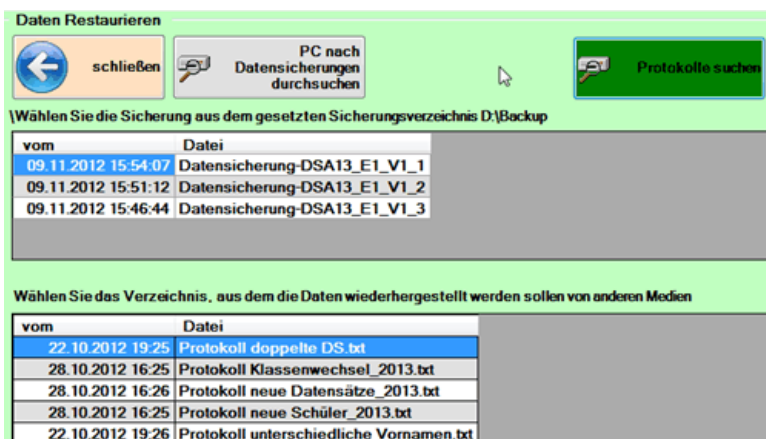 Daten Restaurieren
schließen
PC nach
Datensicherungen
durchsuchen
Protokolle suchen
\Wählen Sie die Sicherung aus dem gesetzten Sicherungsverzeichnis D:\Backup
vom Datei
09.11.2012 15:54:07 Datensicherung-DSA13_E1_V1_1
09.11.2012 15:51:12 Datensicherung-DSA13_E1_V1_2
09.11.2012 15:46:44 Datensicherung-DSA13_E1_V1_3
Wählen Sie das Verzeichnis, aus dem die Daten wiederhergestellt werden sollen von anderen Medien
vom Datei
22.10.2012 19:25 Protokoll doppelte DS.txt
28.10.2012 16:25 Protokoll Klassenwechsel_2013.txt
28.10.2012 16:26 Protokoll neue Datensätze_2013.txt
28.10.2012 16:25 Protokoll neue Schüler_2013.txt
22.10.2012 19:26 Protokoll unterschiedliche Vornamen.txt